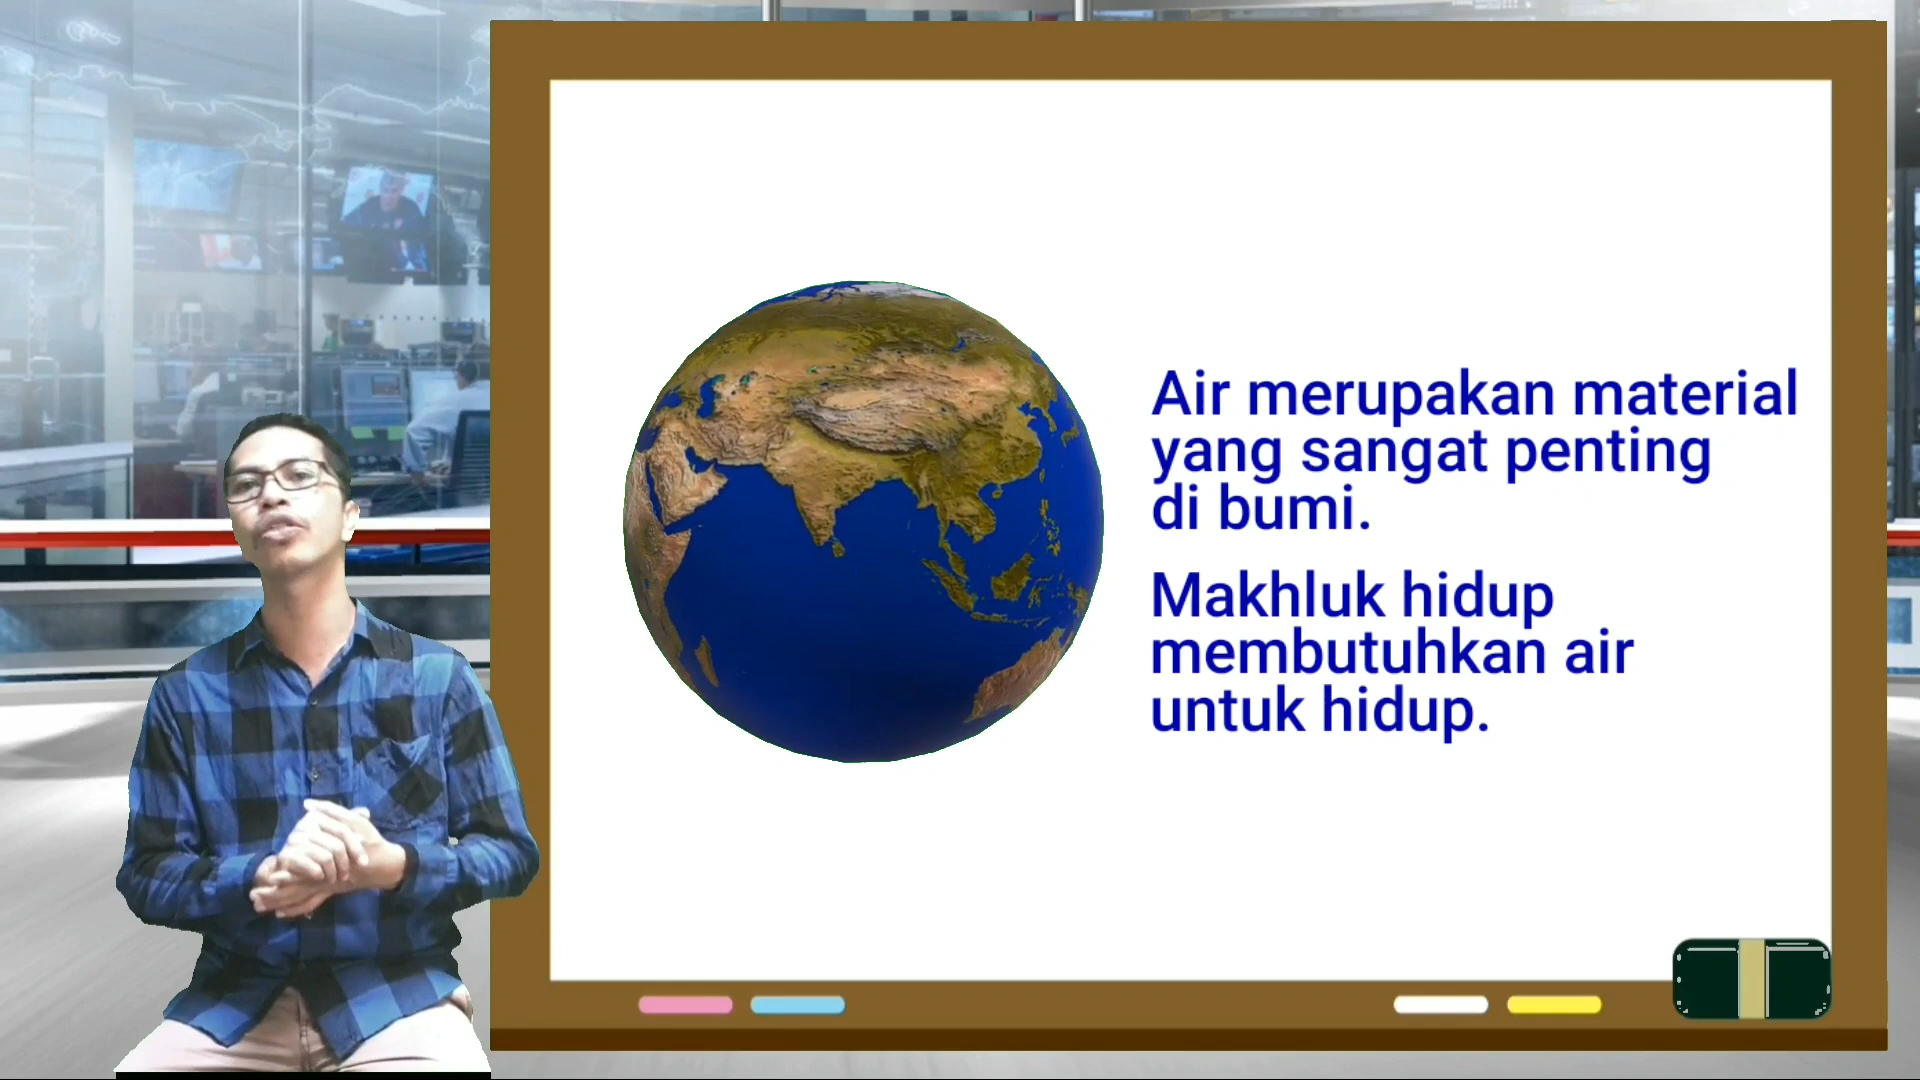 Air merupakan material
yang sangat penting
di bumi.
Makhluk hidup
membutuhkan air
untuk hidup.